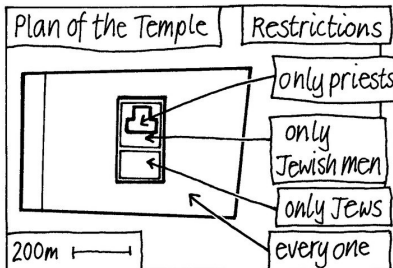 Plan of the Temple
Restrictions
only priests
only
Jewish men
only Jews
everyone
200m